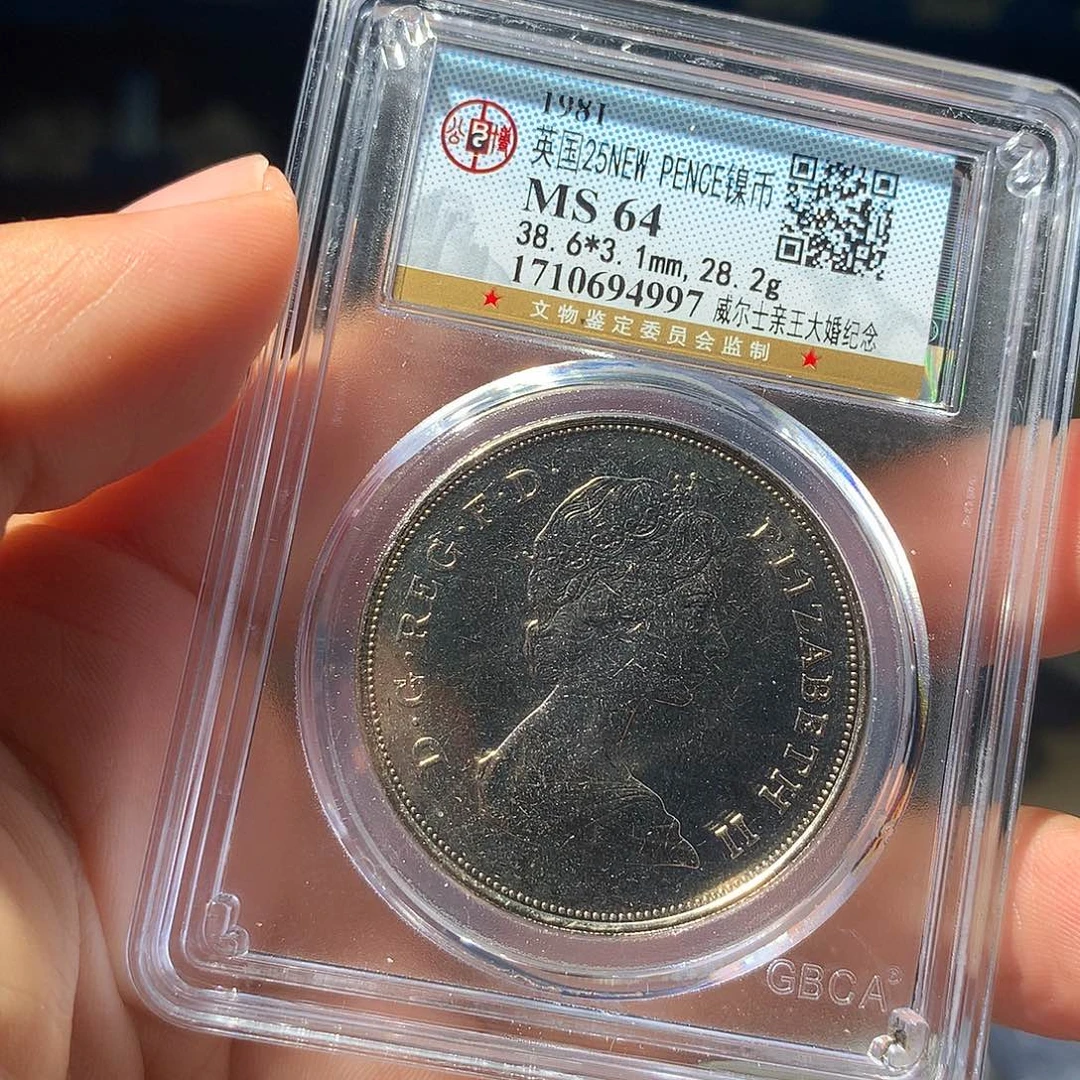 1981
英国25NEW PENCE镍币
MS 64
38.6*3.1mm,28.2g
1710694997 威尔士亲王大婚纪念
★ 文物鉴定委员会监制 ★
公博
D·G·REG·F·D· ELIZABETH II
GBCA®